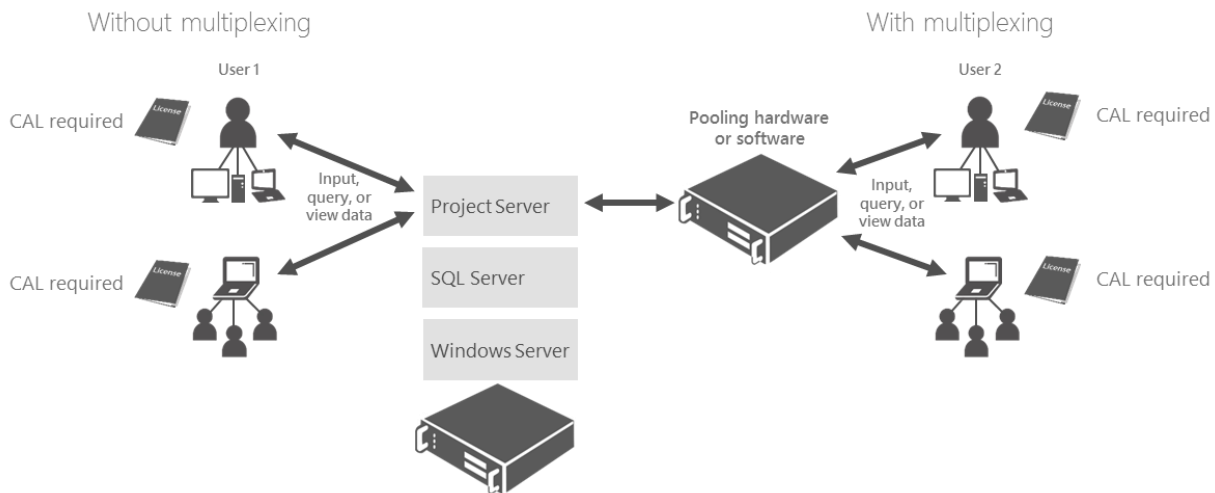 Without multiplexing
With multiplexing
User 1
User 2
License
CAL required
License
CAL required
Pooling hardware
or software
Input,
query, or
view data
Input,
query, or
view data
Project Server
SQL Server
License
CAL required
License
CAL required
Windows Server